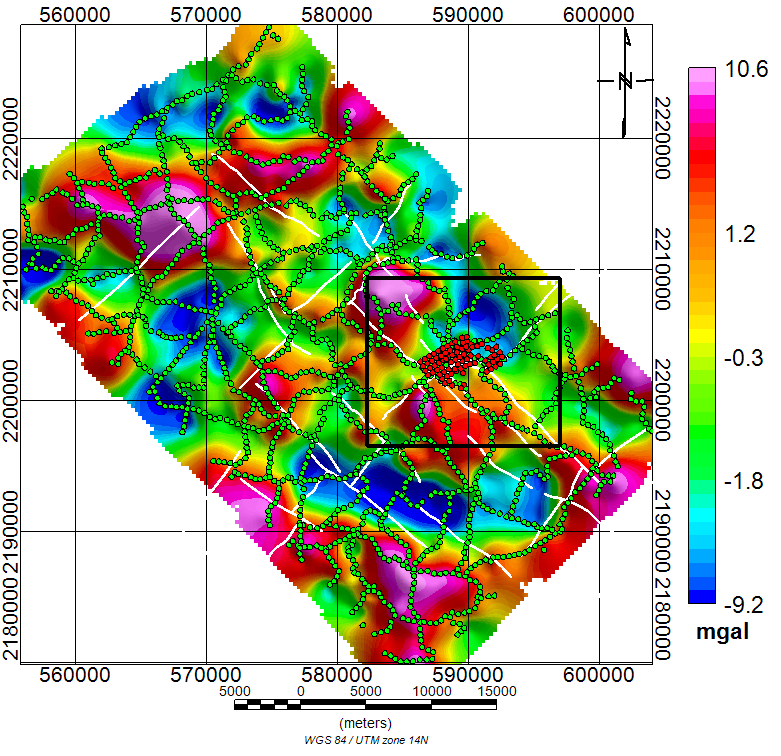 560000 570000 580000 590000 600000
2220000 2220000
2210000 2210000
2200000 2200000
2190000 2190000
2180000 2180000
560000 570000 580000 590000 600000
N
10.6
1.2
-0.3
-1.8
-9.2
mgal
5000 0 5000 10000 15000
(meters)
WGS 84 / UTM zone 14N